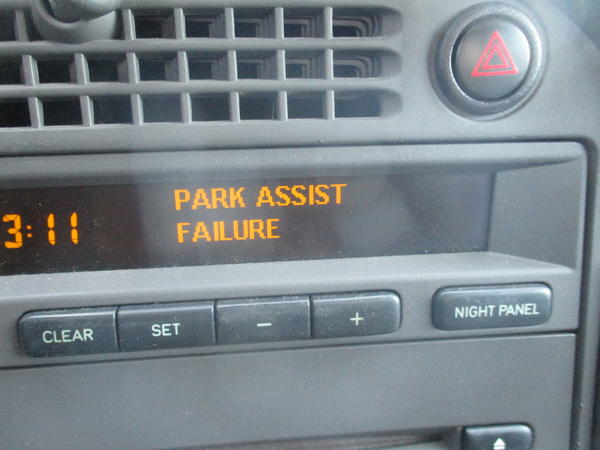 PARK ASSIST
3:11 FAILURE
CLEAR SET - + NIGHT PANEL